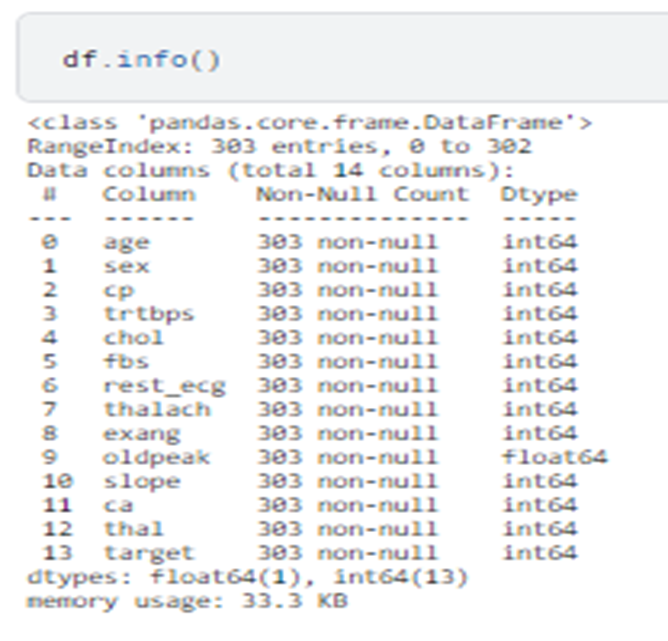 df.info()
<class 'pandas.core.frame.DataFrame'>
RangeIndex: 303 entries, 0 to 302
Data columns (total 14 columns):
 #   Column    Non-Null Count  Dtype
---  ------    --------------  -----
 0   age       303 non-null    int64
 1   sex       303 non-null    int64
 2   cp        303 non-null    int64
 3   trtbps    303 non-null    int64
 4   chol      303 non-null    int64
 5   fbs       303 non-null    int64
 6   rest_ecg  303 non-null    int64
 7   thalach   303 non-null    int64
 8   exang     303 non-null    int64
 9   oldpeak   303 non-null    float64
 10  slope     303 non-null    int64
 11  ca        303 non-null    int64
 12  thal      303 non-null    int64
 13  target    303 non-null    int64
dtypes: float64(1), int64(13)
memory usage: 33.3 KB